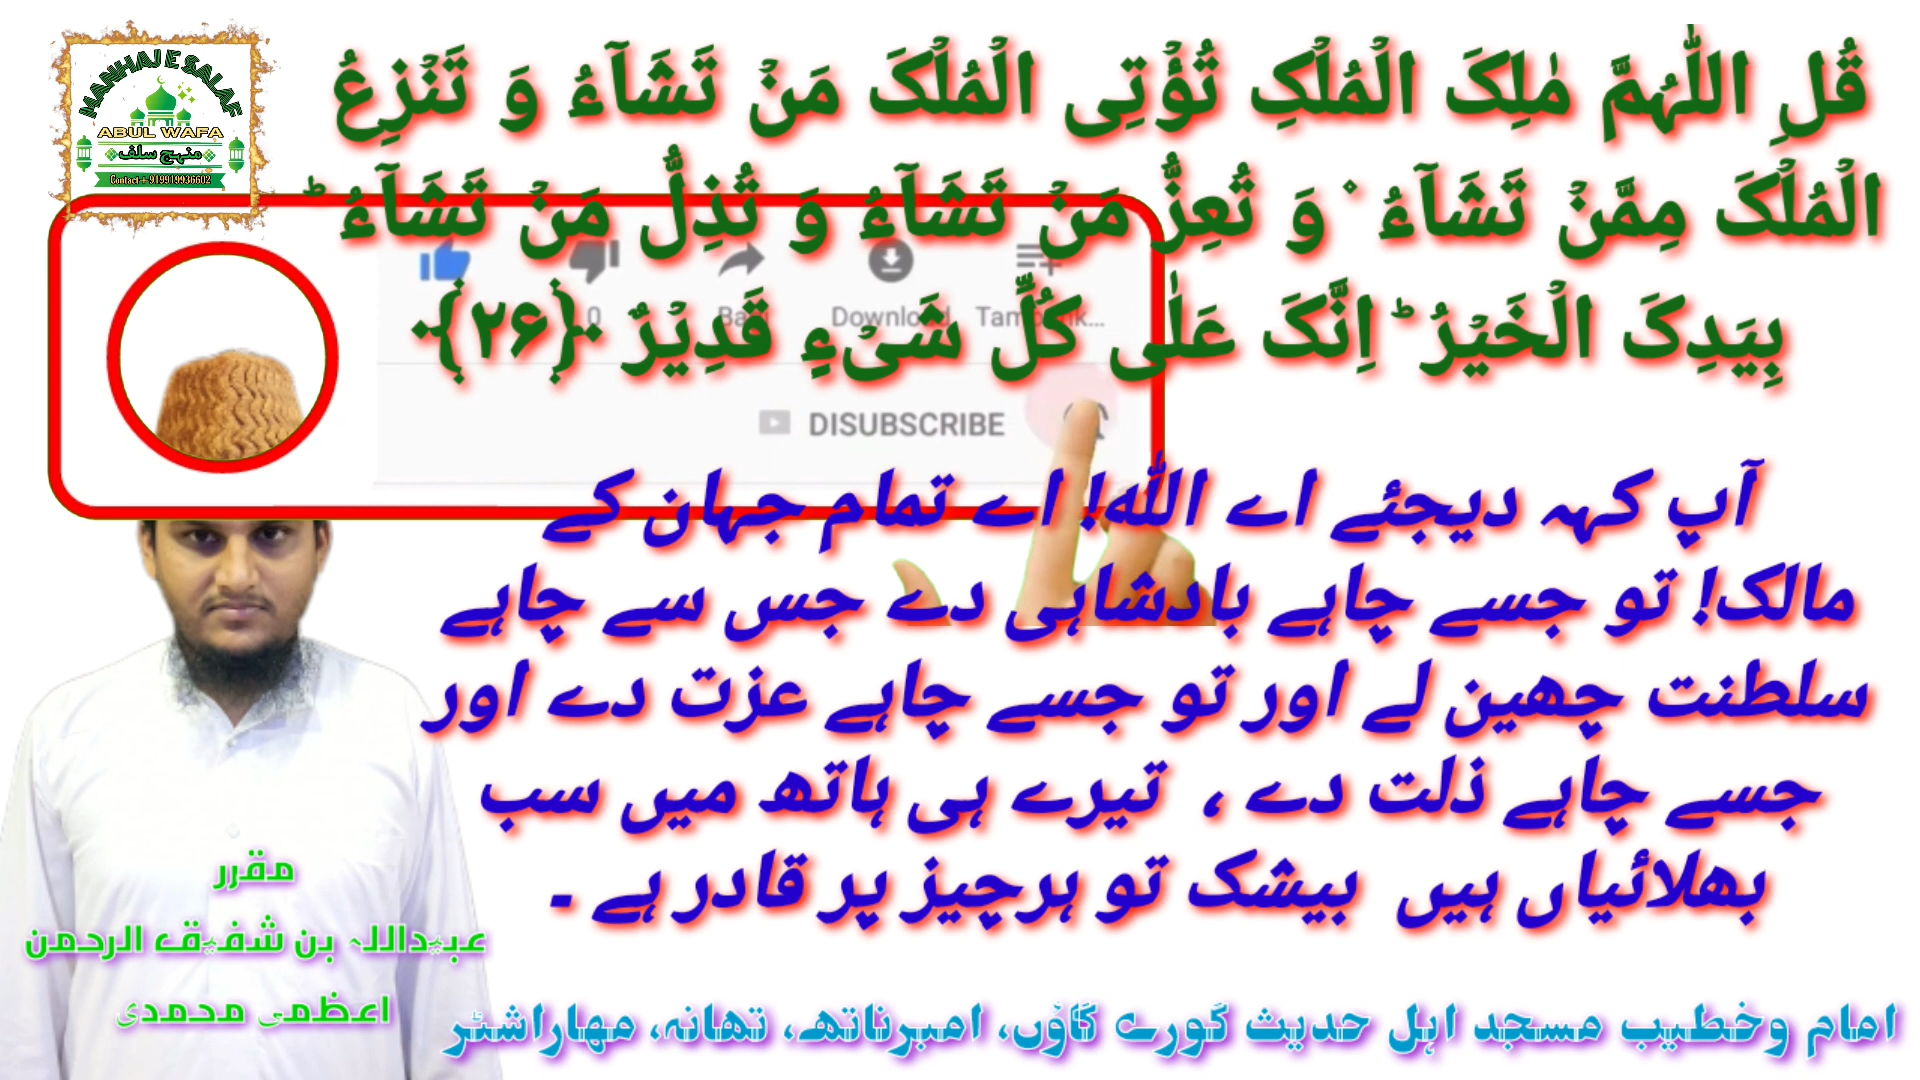 MANHAJ E SALAF
ABUL WAFA
منہج سلف
Contact:+ 919919936602
قُلِ اللّٰہُمَّ مٰلِکَ الۡمُلۡکِ تُؤۡتِی الۡمُلۡکَ مَنۡ تَشَآءُ وَ تَنۡزِعُ
الۡمُلۡکَ مِمَّنۡ تَشَآءُ ۫ وَ تُعِزُّ مَنۡ تَشَآءُ وَ تُذِلُّ مَنۡ تَشَآءُ ؕ
بِیَدِکَ الۡخَیۡرُ ؕ اِنَّکَ عَلٰی کُلِّ شَیۡءٍ قَدِیۡرٌ ﴿۲۶﴾
0
Download
DISUBSCRIBE
آپ کہہ دیجئے اے اللہ! اے تمام جہان کے
مالک! تو جسے چاہے بادشاہی دے جس سے چاہے
سلطنت چھین لے اور تو جسے چاہے عزت دے اور
جسے چاہے ذلت دے ، تیرے ہی ہاتھ میں سب
بھلائیاں ہیں بیشک تو ہرچیز پر قادر ہے ۔
مقرر
عبیداللہ بن شفیق الرحمن
اعظمی محمدی
امام وخطیب مسجد اہل حدیث گورے گاؤں، امبرناتھ، تھانہ، مہاراشٹر